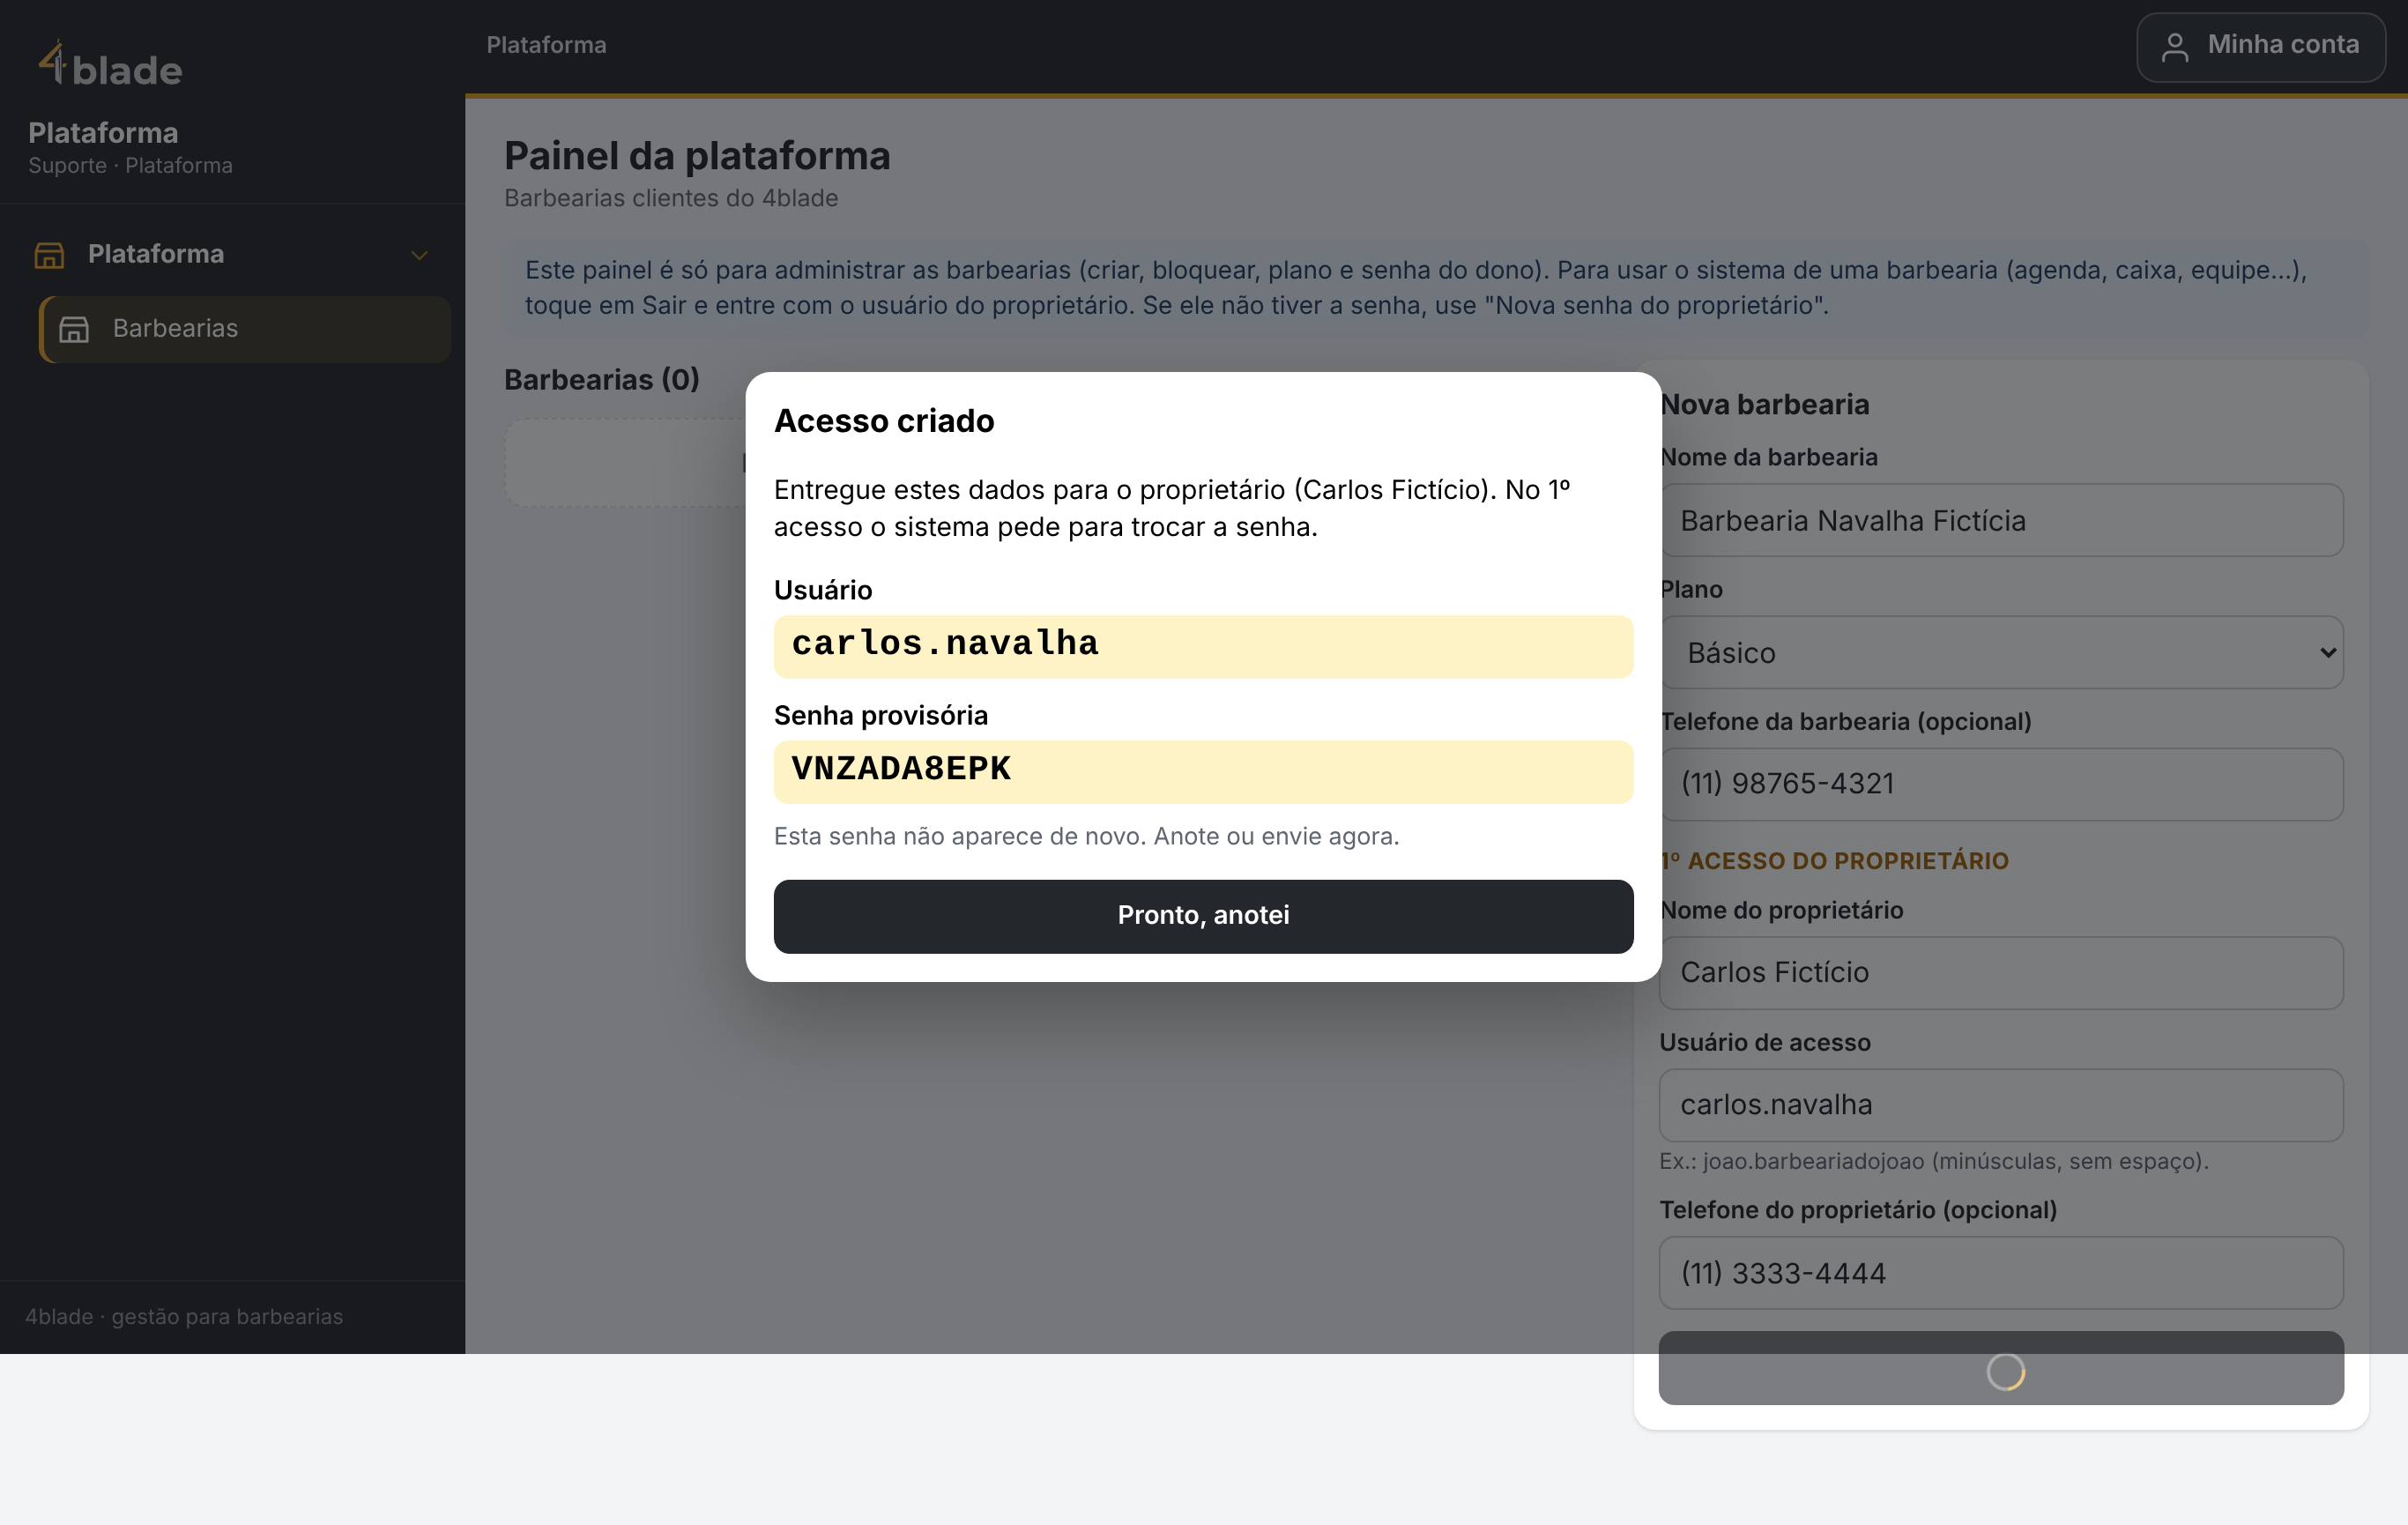 4blade
Plataforma
Suporte · Plataforma
Plataforma
Barbearias
4blade · gestão para barbearias
Plataforma
Minha conta
Painel da plataforma
Barbearias clientes do 4blade
Este painel é só para administrar as barbearias (criar, bloquear, plano e senha do dono). Para usar o sistema de uma barbearia (agenda, caixa, equipe...),
toque em Sair e entre com o usuário do proprietário. Se ele não tiver a senha, use "Nova senha do proprietário".
Barbearias (0)
Acesso criado
Entregue estes dados para o proprietário (Carlos Fictício). No 1º
acesso o sistema pede para trocar a senha.
Usuário
carlos.navalha
Senha provisória
VNZADA8EPK
Esta senha não aparece de novo. Anote ou envie agora.
Pronto, anotei
Nova barbearia
Nome da barbearia
Barbearia Navalha Fictícia
Plano
Básico
Telefone da barbearia (opcional)
(11) 98765-4321
1º ACESSO DO PROPRIETÁRIO
Nome do proprietário
Carlos Fictício
Usuário de acesso
carlos.navalha
Ex.: joao.barbeariadojoao (minúsculas, sem espaço).
Telefone do proprietário (opcional)
(11) 3333-4444